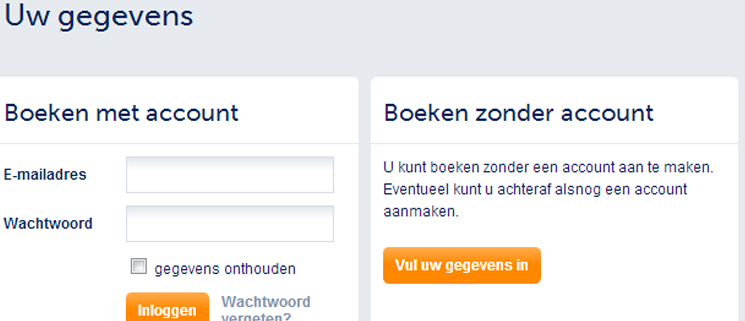 Uw gegevens
Boeken met account
E-mailadres
Wachtwoord
gegevens onthouden
Inloggen
Wachtwoord
vergeten?
Boeken zonder account
U kunt boeken zonder een account aan te maken.
Eventueel kunt u achteraf alsnog een account
aanmaken.
Vul uw gegevens in